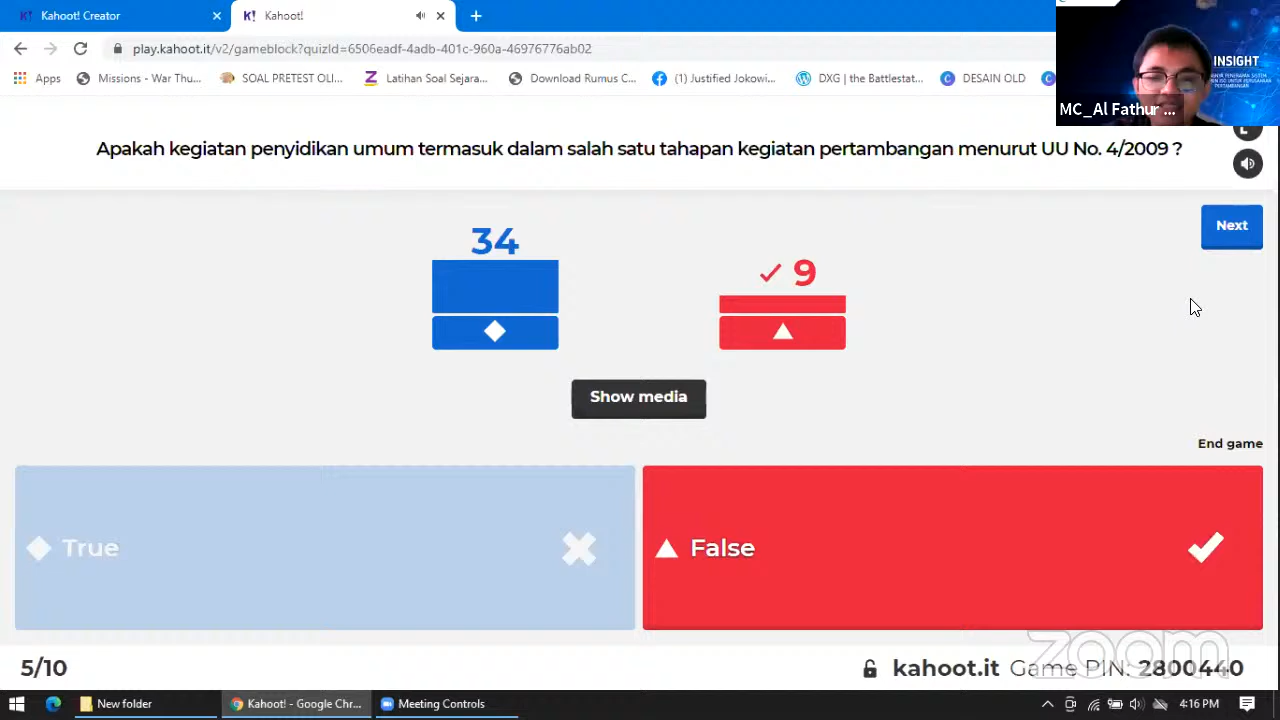 K! Kahoot! Creator
K! Kahoot!
play.kahoot.it/v2/gameblock?quizId=6506eadf-4adb-401c-960a-46976776ab02
Apps
Missions - War Thu...
SOAL PRETEST OLI...
Latihan Soal Sejara...
Download Rumus C...
(1) Justified Jokowi...
DXG | the Battlestat...
DESAIN OLD
INSIGHT
MC_Al Fathur ...
Apakah kegiatan penyidikan umum termasuk dalam salah satu tahapan kegiatan pertambangan menurut UU No. 4/2009 ?
Next
34
9
Show media
End game
True
False
zoom
5/10
kahoot.it Game PIN: 2800440
New folder
Kahoot! - Google Chr...
Meeting Controls
4:16 PM